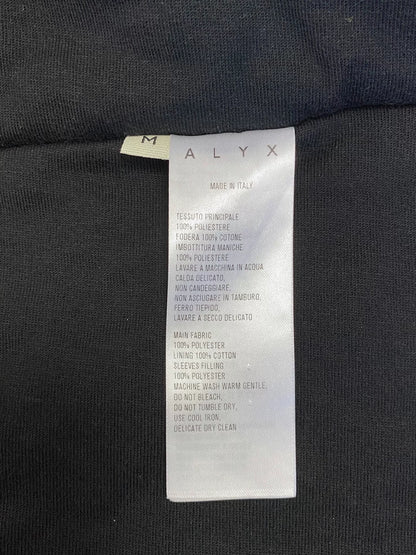 M
ALYX
MADE IN ITALY
TESSUTO PRINCIPALE
100% POLIESTERE
FODERA 100% COTONE
IMBOTTITURA MANICHE
100% POLIESTERE
LAVARE A MACCHINA IN ACQUA
CALDA DELICATO,
NON CANDEGGIARE,
NON ASCIUGARE IN TAMBURO,
FERRO TIEPIDO,
LAVARE A SECCO DELICATO
MAIN FABRIC
100% POLYESTER
LINING 100% COTTON
SLEEVES FILLING
100% POLYESTER
MACHINE WASH WARM GENTLE,
DO NOT BLEACH,
DO NOT TUMBLE DRY,
USE COOL IRON,
DELICATE DRY CLEAN